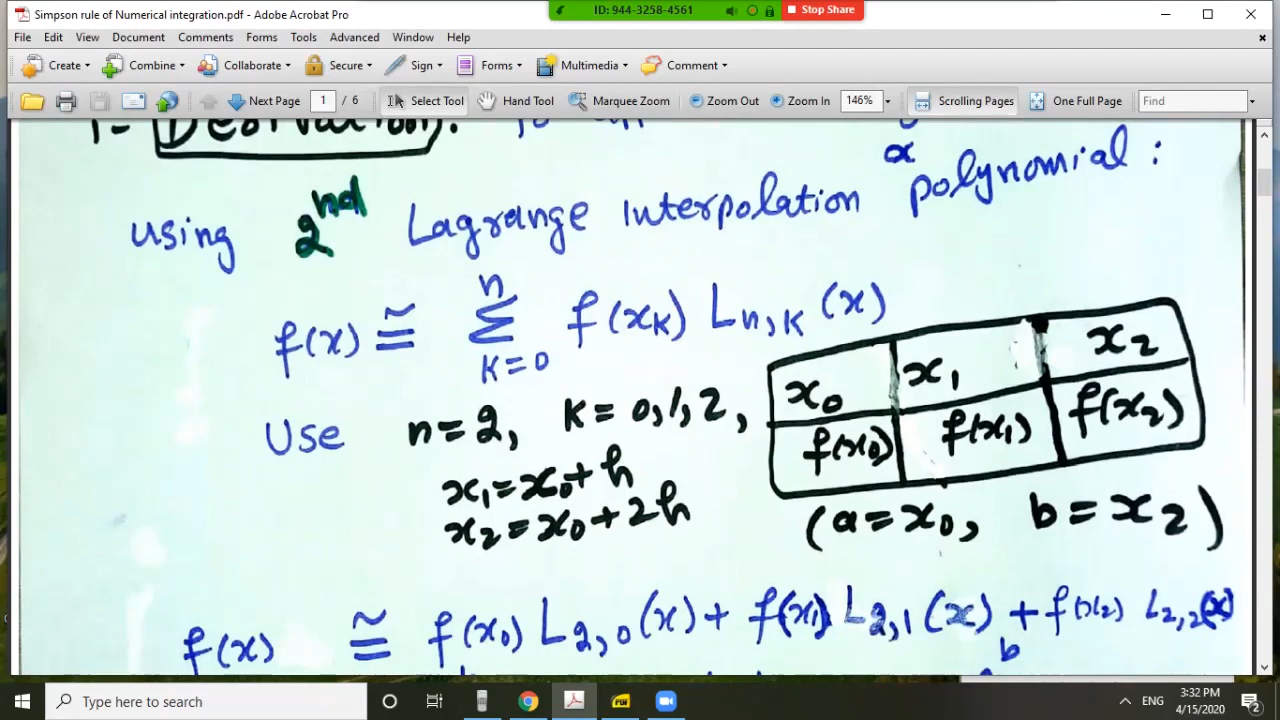 Simpson rule of Numerical integration.pdf - Adobe Acrobat Pro
ID: 944-3258-4561 Stop Share
File Edit View Document Comments Forms Tools Advanced Window Help
Create Combine Collaborate Secure Sign Forms Multimedia Comment
Next Page 1 / 6 Select Tool Hand Tool Marquee Zoom Zoom Out Zoom In 146% Scrolling Pages One Full Page Find
1- Derivation:
using 2nd Lagrange Interpolation polynomial:
f(x) ≅ Σ_{K=0}^{n} f(x_K) L_{n,K}(x)
x_0 x_1 x_2
f(x_0) f(x_1) f(x_2)
Use n=2, K=0,1,2,
x_1=x_0+h
x_2=x_0+2h
(a=x_0, b=x_2)
f(x) ≅ f(x_0) L_{2,0}(x) + f(x_1) L_{2,1}(x) + f(x_2) L_{2,2}(x)
b
Type here to search
ENG
3:32 PM
4/15/2020
2